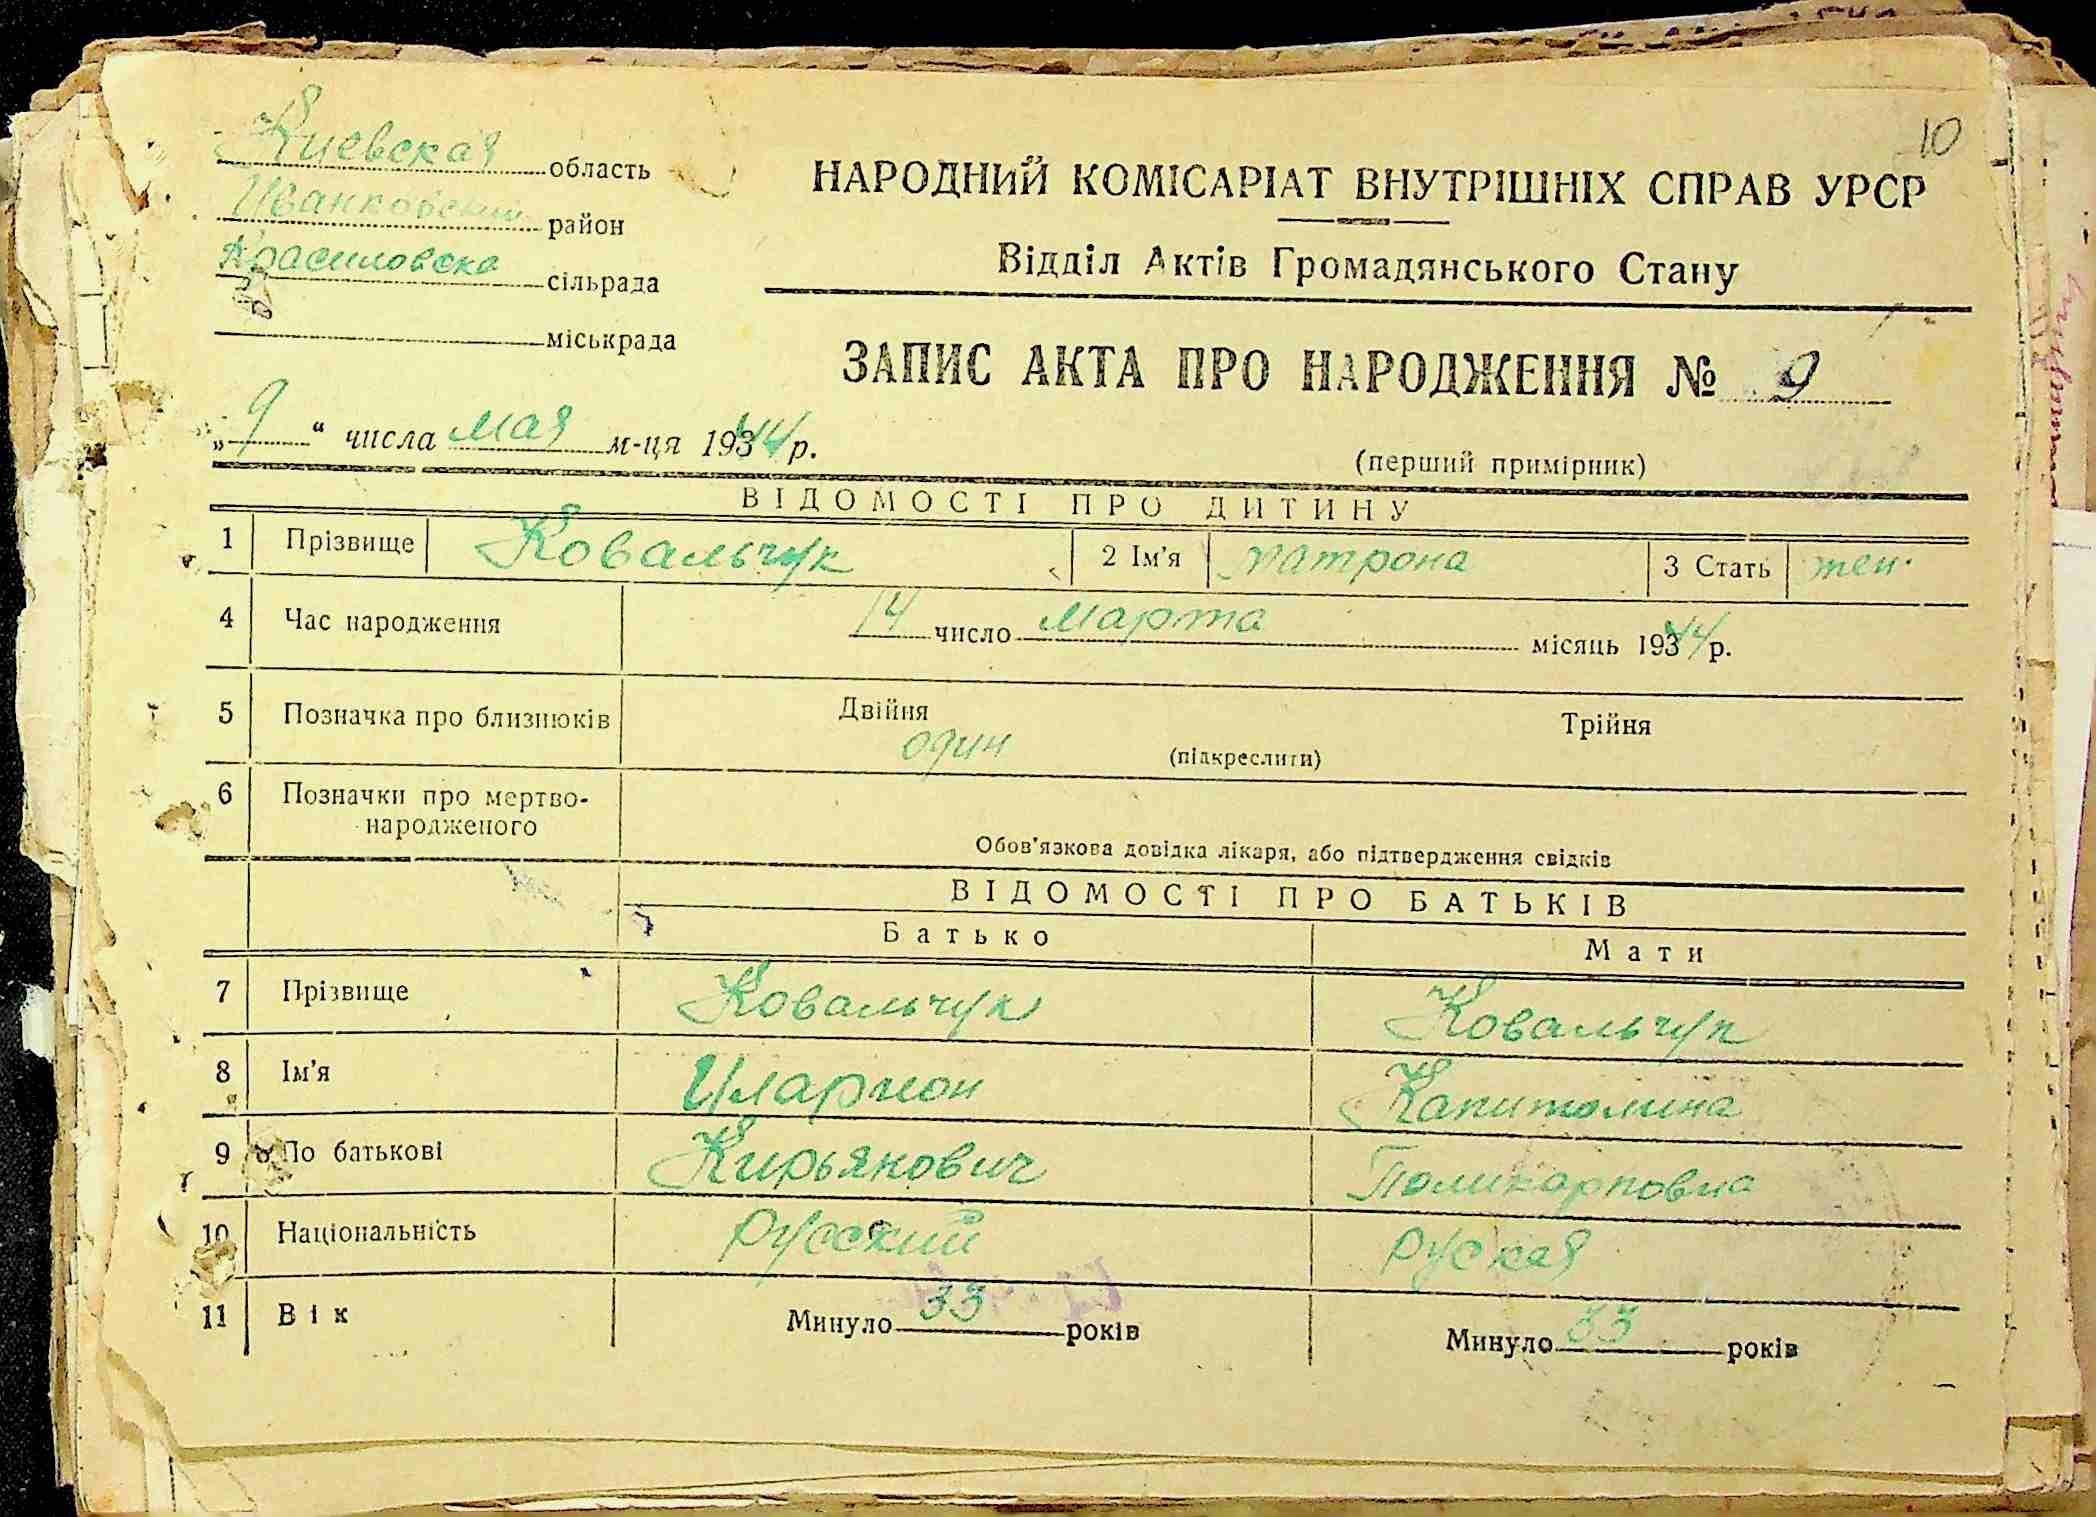 10
Киевская область
Иванковский район
Красиловска сільрада
міськрада
НАРОДНИЙ КОМІСАРІАТ ВНУТРІШНІХ СПРАВ УРСР
Відділ Актів Громадянського Стану
ЗАПИС АКТА ПРО НАРОДЖЕННЯ № 9
„9“ числа мая м-ця 1944 р.
(перший примірник)
ВІДОМОСТІ ПРО ДИТИНУ
1 Прізвище Ковальчук 2 Ім'я Матрона 3 Стать жен.
4 Час народження 14 число Марта місяць 1944 р.
5 Позначка про близнюків Двійня Трійня
один (підкреслити)
6 Позначки про мертво-
народженого
Обов'язкова довідка лікаря, або підтвердження свідків
ВІДОМОСТІ ПРО БАТЬКІВ
Батько Мати
7 Прізвище Ковальчук Ковальчук
8 Ім'я Иларион Капитолина
9 По батькові Кирьякович Поликарповна
10 Національність Русский Руская
11 Вік Минуло 33 років Минуло 33 років